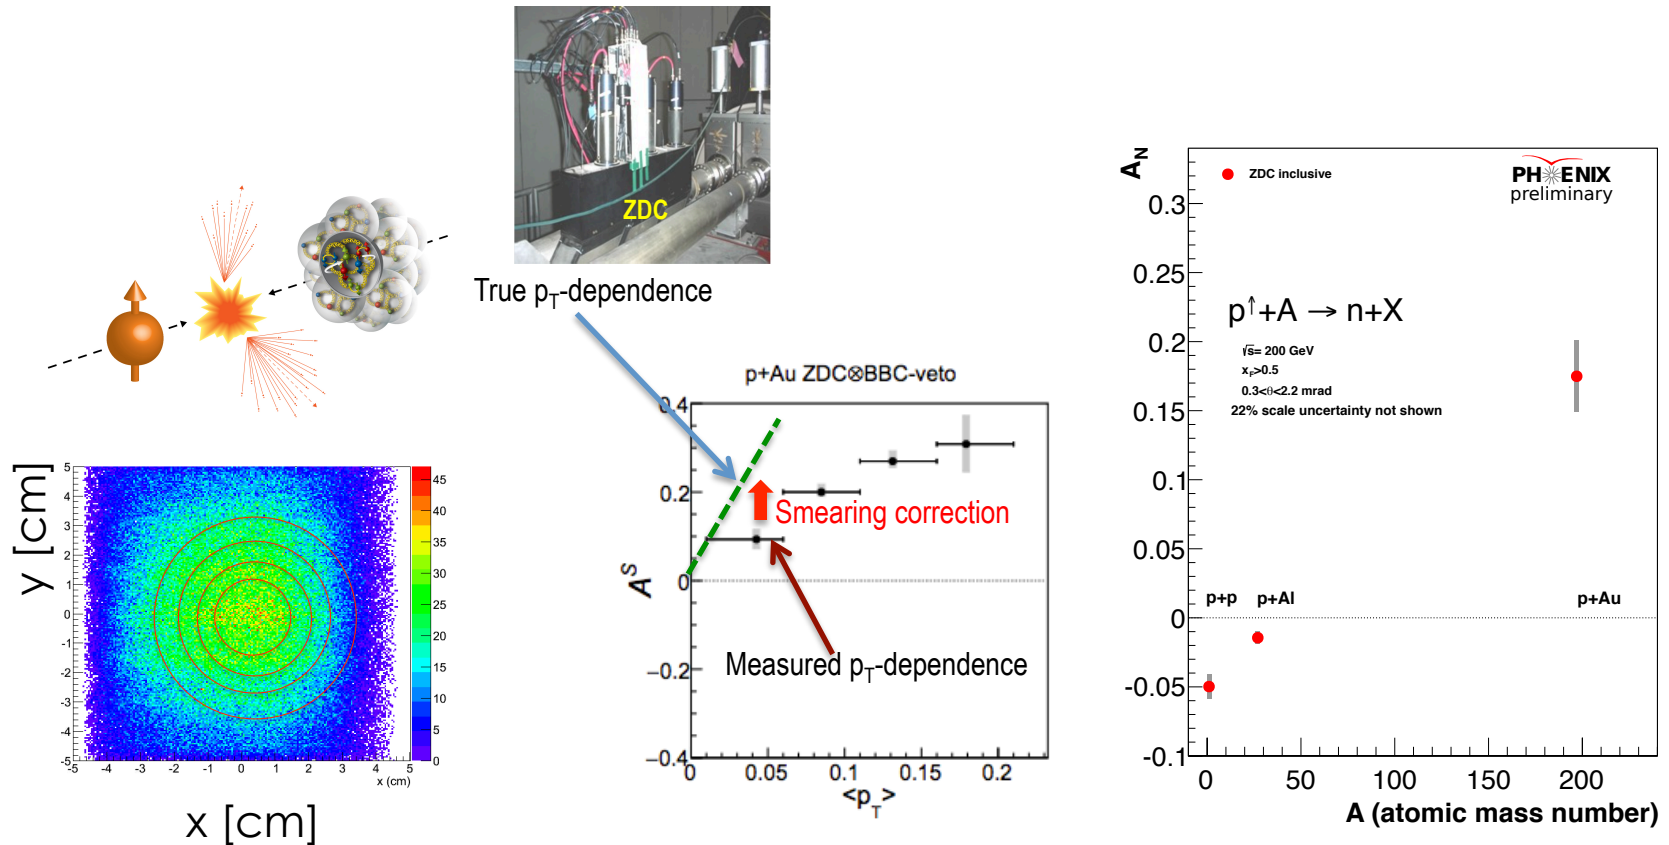 ZDC
True pT-dependence
p+Au ZDC⊗BBC-veto
0.4
0.2
0
−0.2
−0.4
A^S
Smearing correction
Measured pT-dependence
0 0.05 0.1 0.15 0.2
<pT>
y [cm]
5
4
3
2
1
0
-1
-2
-3
-4
-5
-5 -4 -3 -2 -1 0 1 2 3 4 5
x (cm)
45
40
35
30
25
20
15
10
5
0
x [cm]
AN
ZDC inclusive
PHENIX
preliminary
0.3
0.25
0.2
0.15
0.1
0.05
0
-0.05
-0.1
p↑+A → n+X
√s= 200 GeV
xF>0.5
0.3<θ<2.2 mrad
22% scale uncertainty not shown
p+p p+Al p+Au
0 50 100 150 200
A (atomic mass number)